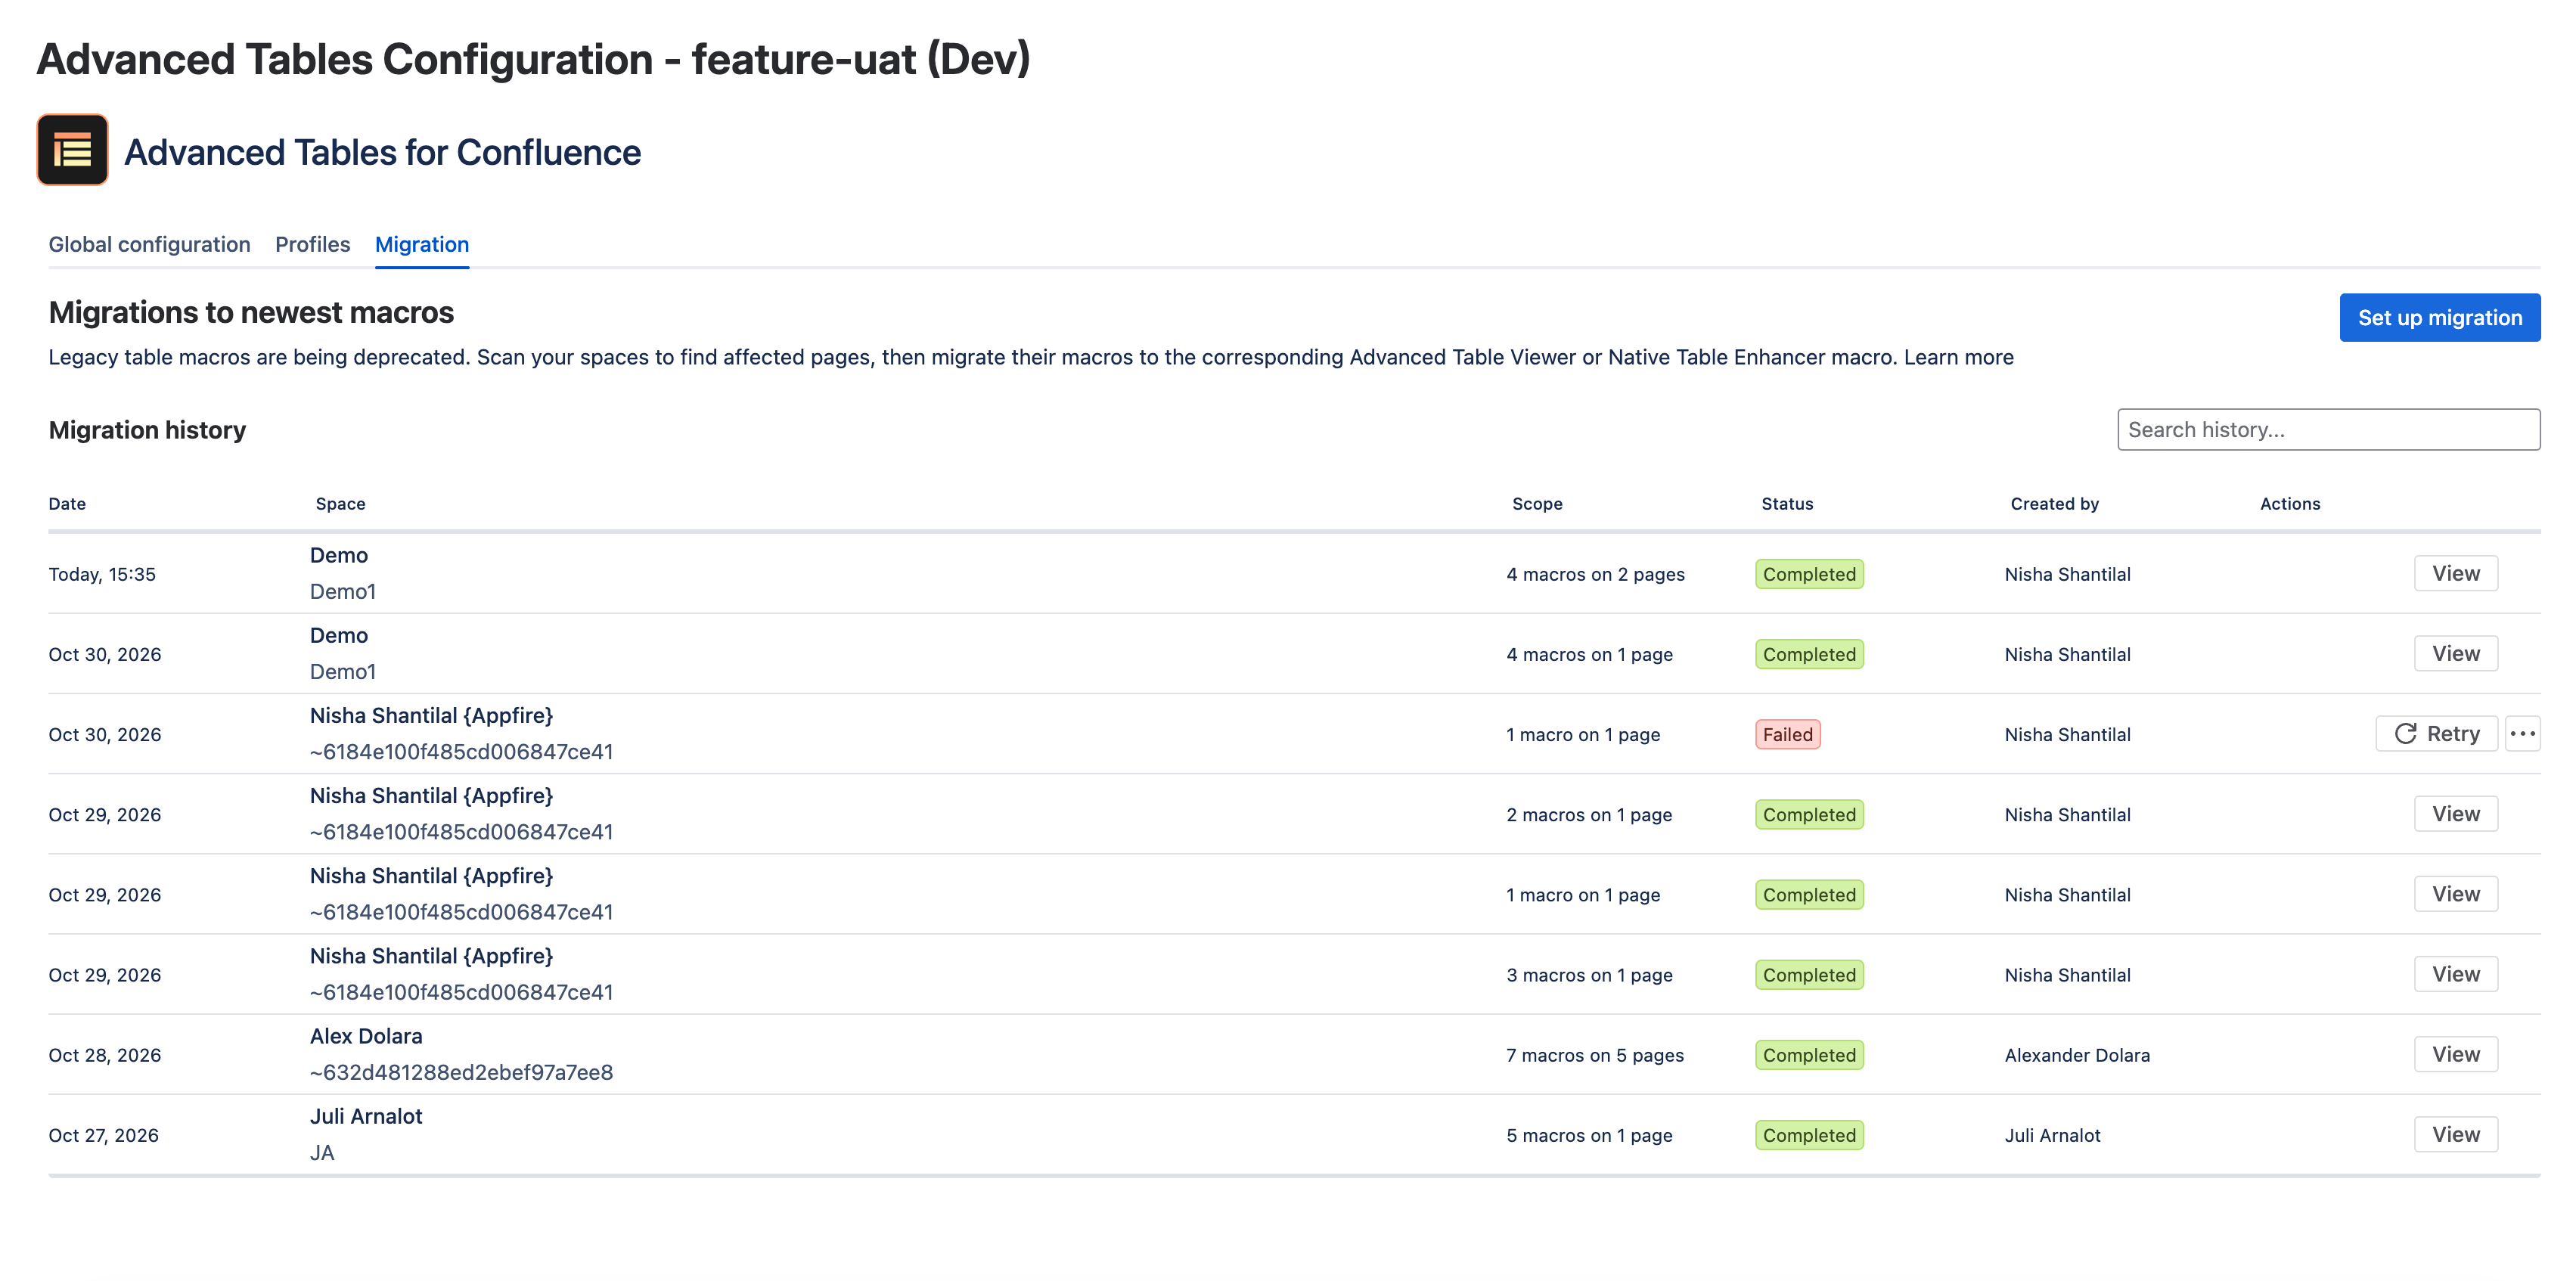 Advanced Tables Configuration - feature-uat (Dev)
Advanced Tables for Confluence
Global configuration Profiles Migration
Migrations to newest macros
Set up migration
Legacy table macros are being deprecated. Scan your spaces to find affected pages, then migrate their macros to the corresponding Advanced Table Viewer or Native Table Enhancer macro. Learn more
Migration history
Search history...
Date Space Scope Status Created by Actions
Demo
Today, 15:35 4 macros on 2 pages Completed Nisha Shantilal View
Demo1
Demo
Oct 30, 2026 4 macros on 1 page Completed Nisha Shantilal View
Demo1
Nisha Shantilal {Appfire}
Oct 30, 2026 1 macro on 1 page Failed Nisha Shantilal Retry ...
~6184e100f485cd006847ce41
Nisha Shantilal {Appfire}
Oct 29, 2026 2 macros on 1 page Completed Nisha Shantilal View
~6184e100f485cd006847ce41
Nisha Shantilal {Appfire}
Oct 29, 2026 1 macro on 1 page Completed Nisha Shantilal View
~6184e100f485cd006847ce41
Nisha Shantilal {Appfire}
Oct 29, 2026 3 macros on 1 page Completed Nisha Shantilal View
~6184e100f485cd006847ce41
Alex Dolara
Oct 28, 2026 7 macros on 5 pages Completed Alexander Dolara View
~632d481288ed2ebef97a7ee8
Juli Arnalot
Oct 27, 2026 5 macros on 1 page Completed Juli Arnalot View
JA